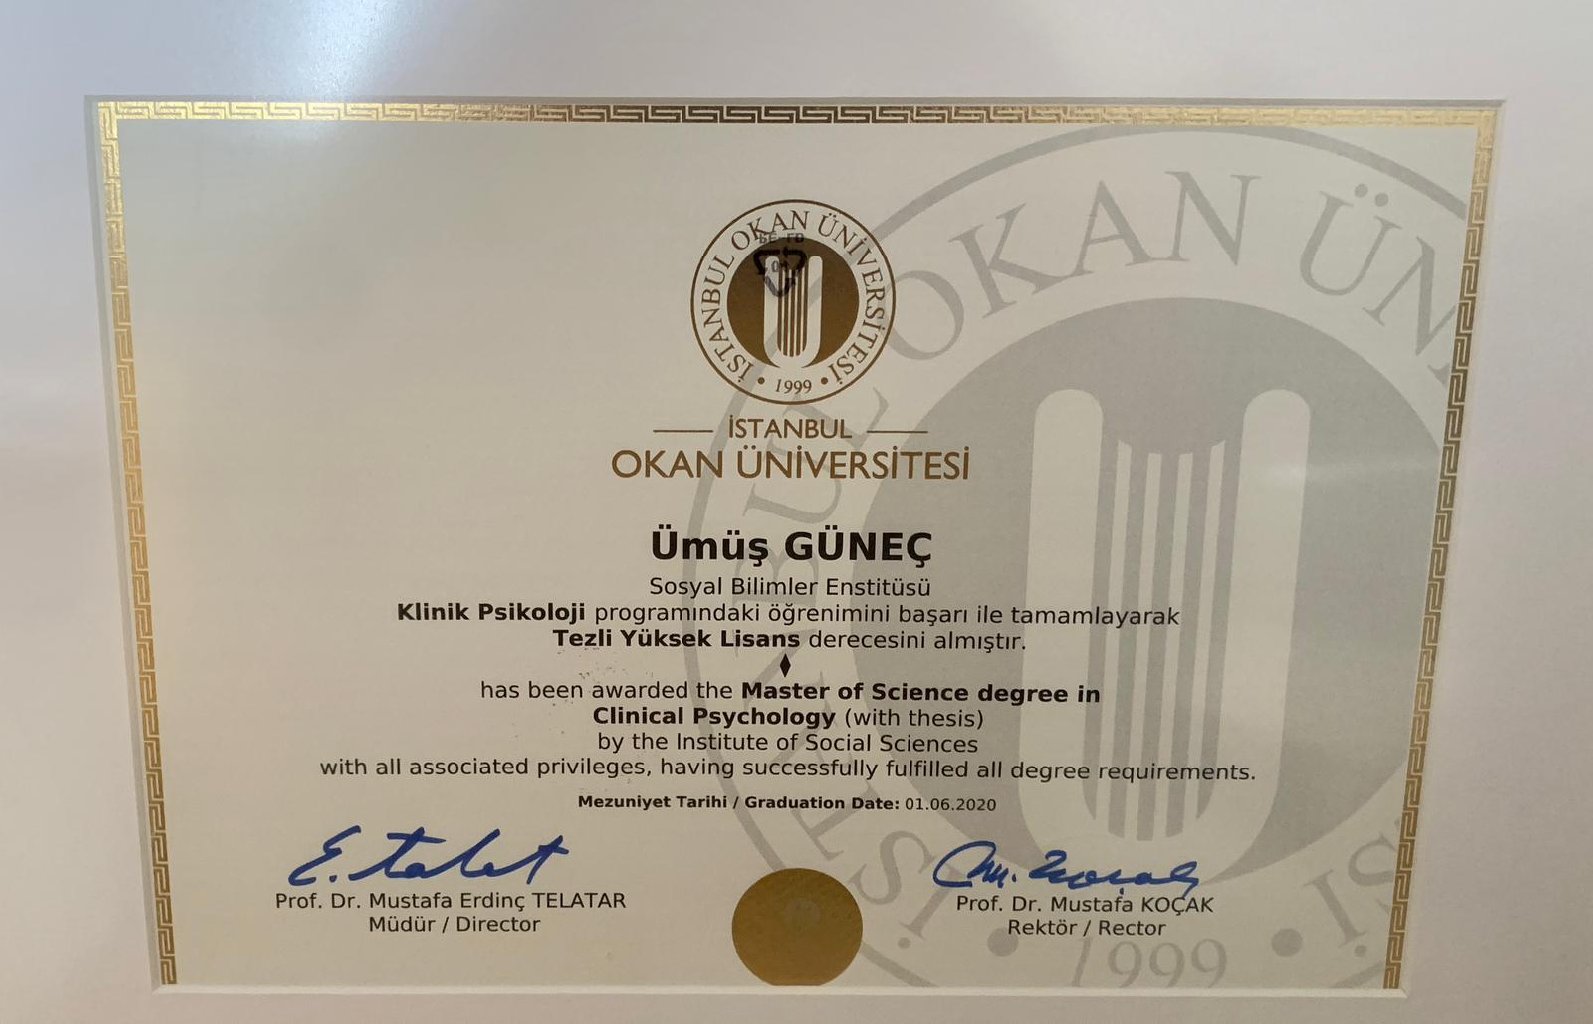 İSTANBUL OKAN ÜNİVERSİTESİ
1999
İSTANBUL
OKAN ÜNİVERSİTESİ
Ümüş GÜNEÇ
Sosyal Bilimler Enstitüsü
Klinik Psikoloji programındaki öğrenimini başarı ile tamamlayarak
Tezli Yüksek Lisans derecesini almıştır.
has been awarded the Master of Science degree in
Clinical Psychology (with thesis)
by the Institute of Social Sciences
with all associated privileges, having successfully fulfilled all degree requirements.
Mezuniyet Tarihi / Graduation Date: 01.06.2020
E. Talat
Prof. Dr. Mustafa Erdinç TELATAR
Müdür / Director
Prof. Dr. Mustafa KOÇAK
Rektör / Rector
OKAN ÜN
1999